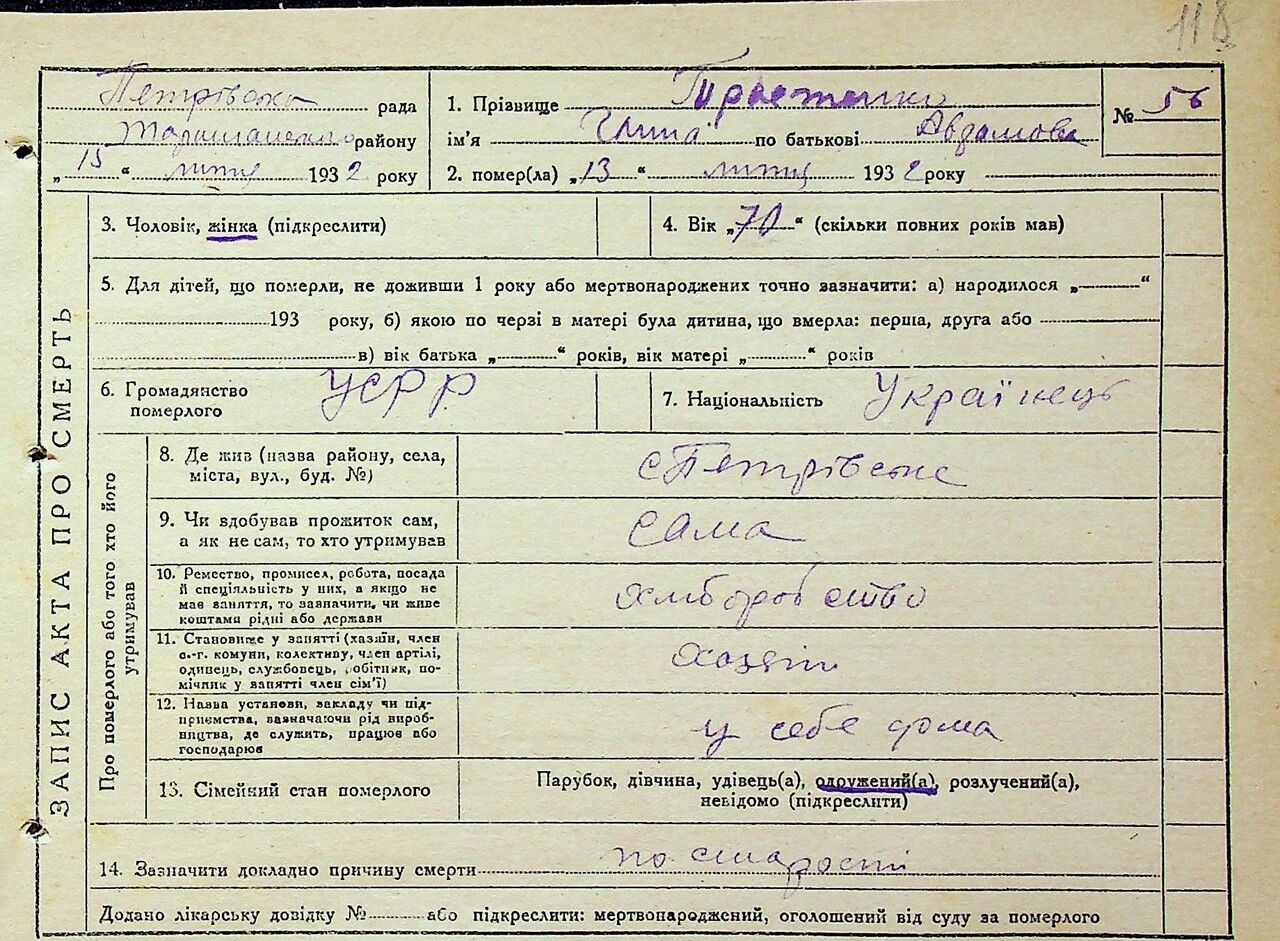 118
Петрівська рада
району
„15“ липня 1932 року
1. Прізвище
ім'я по батькові Авдамова
2. помер(ла) „13“ липня 1932 року
№ 56
ЗАПИС АКТА ПРО СМЕРТЬ
3. Чоловік, жінка (підкреслити)
4. Вік „70“ (скільки повних років мав)
5. Для дітей, що померли, не доживши 1 року або мертвонароджених точно зазначити: а) народилося „ “
193 року, б) якою по черзі в матері була дитина, що вмерла: перша, друга або
в) вік батька „ “ років, вік матері „ “ років
6. Громадянство
померлого
УСРР
7. Національність Українець
Про померлого або того хто його
утримував
8. Де жив (назва району, села,
міста, вул., буд. №)
с Петрівське
9. Чи здобував прожиток сам,
а як не сам, то хто утримував
Сама
10. Ремество, промисел, робота, посада
й спеціяльність у них, а якщо не
мав заняття, то зазначити, чи живе
коштами рідні або держави
хліборобство
11. Становище у занятті (хазяїн, член
с.-г. комуни, колективу, член артілі,
одинець, службовець, робітник, по-
мічник у занятті член сім'ї)
хозяїн
12. Назва установи, закладу чи під-
приємства, зазначаючи рід вироб-
ництва, де служить, працює або
господарює
у себе дома
13. Сімейний стан померлого
Парубок, дівчина, удівець(а), одружений(а), розлучений(а),
невідомо (підкреслити)
14. Зазначити докладно причину смерти по старості
Додано лікарську довідку № або підкреслити: мертвонароджений, оголошений від суду за померлого